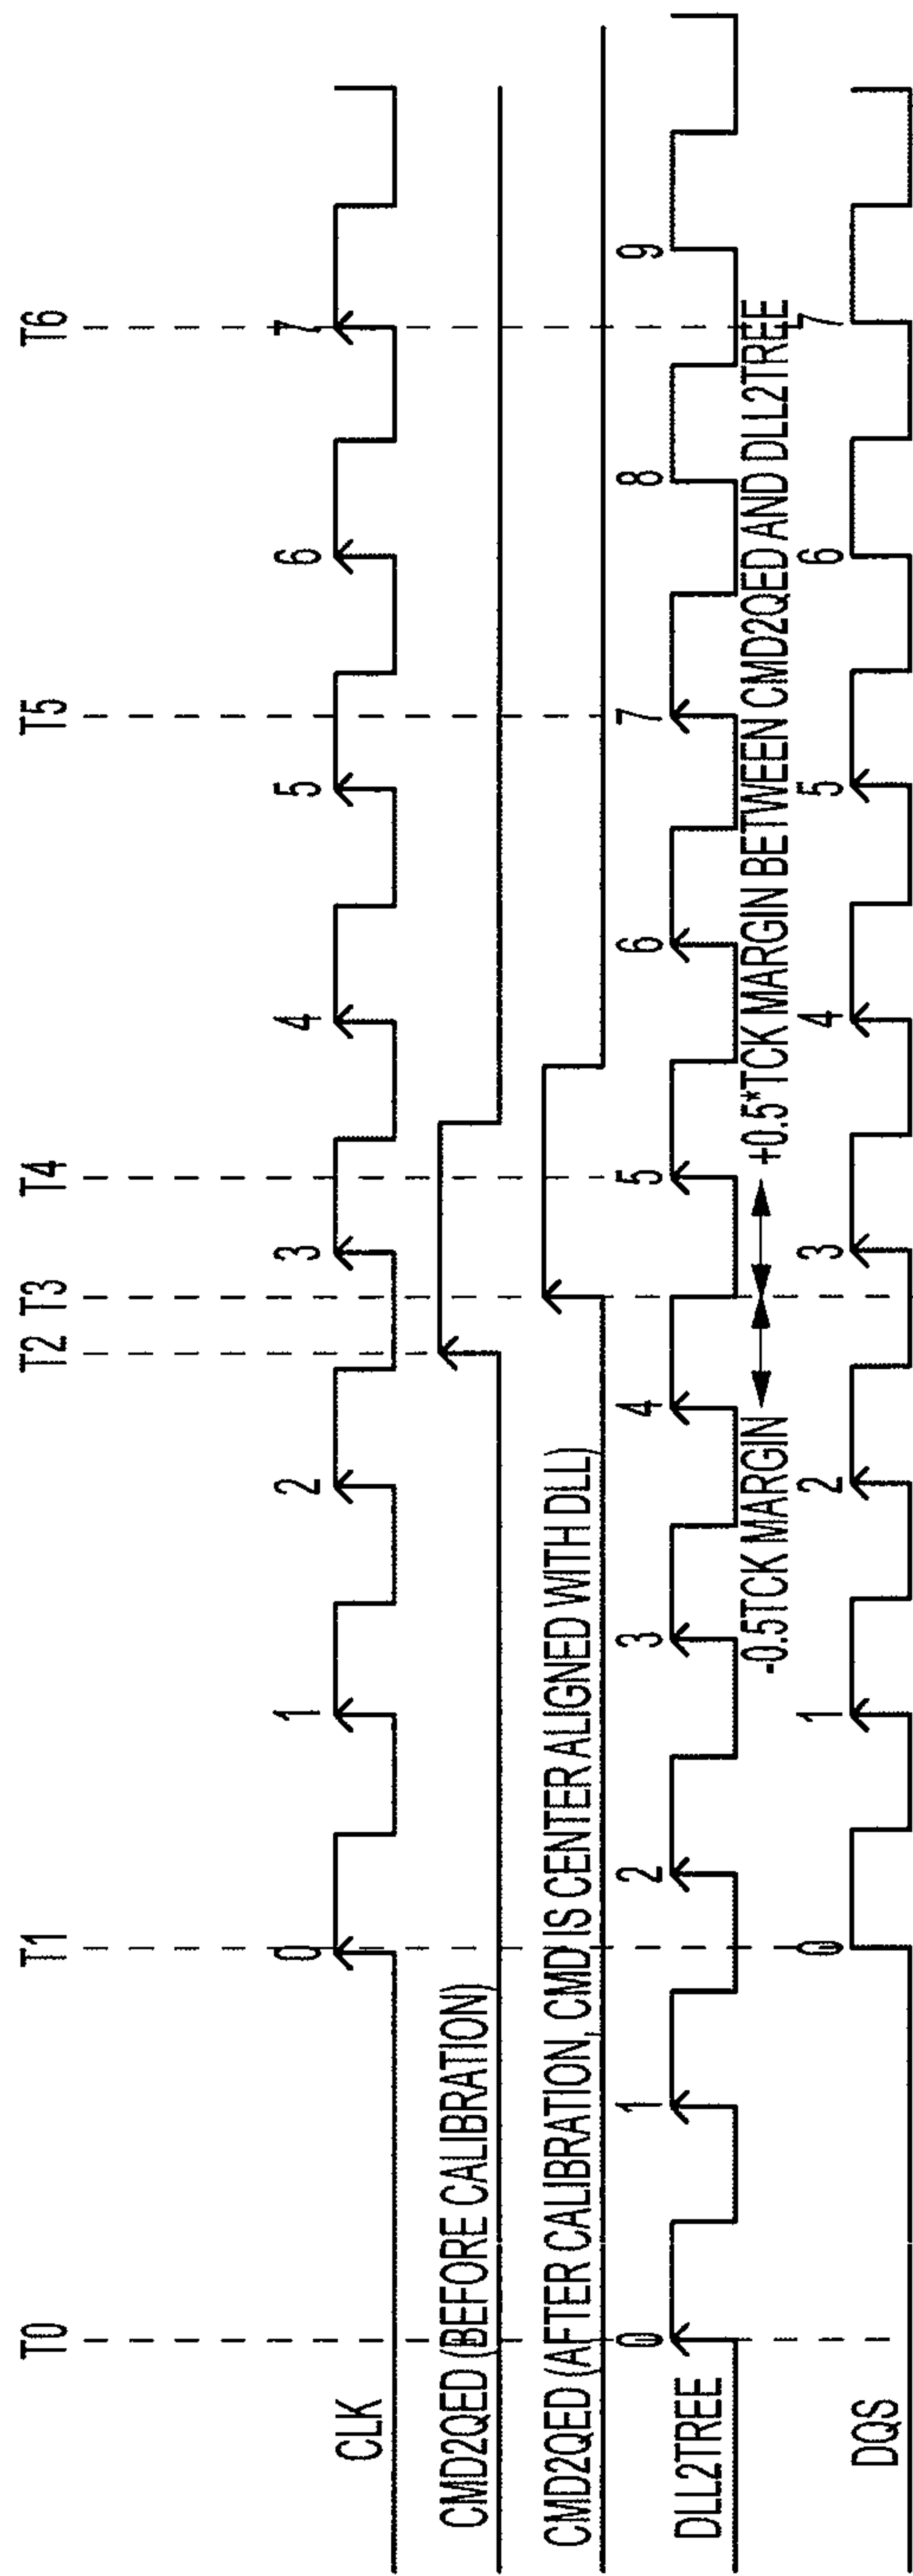 T0 T1 T2 T3 T4 T5 T6
CLK
0 1 2 3 4 5 6 7
CMD2QED (BEFORE CALIBRATION)
CMD2QED (AFTER CALIBRATION, CMD IS CENTER ALIGNED WITH DLL)
0 1 2 3 4 5 6 7 8 9
DLL2TREE
-0.5TCK MARGIN
+0.5*TCK MARGIN BETWEEN CMD2QED AND DLL2TREE
0 1 2 3 4 5 6 7
DQS